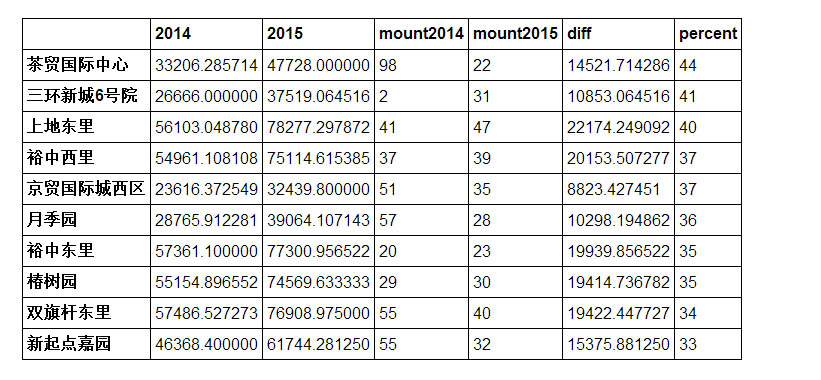 2014 2015 mount2014 mount2015 diff percent
茶贸国际中心 33206.285714 47728.000000 98 22 14521.714286 44
三环新城6号院 26666.000000 37519.064516 2 31 10853.064516 41
上地东里 56103.048780 78277.297872 41 47 22174.249092 40
裕中西里 54961.108108 75114.615385 37 39 20153.507277 37
京贸国际城西区 23616.372549 32439.800000 51 35 8823.427451 37
月季园 28765.912281 39064.107143 57 28 10298.194862 36
裕中东里 57361.100000 77300.956522 20 23 19939.856522 35
椿树园 55154.896552 74569.633333 29 30 19414.736782 35
双旗杆东里 57486.527273 76908.975000 55 40 19422.447727 34
新起点嘉园 46368.400000 61744.281250 55 32 15375.881250 33